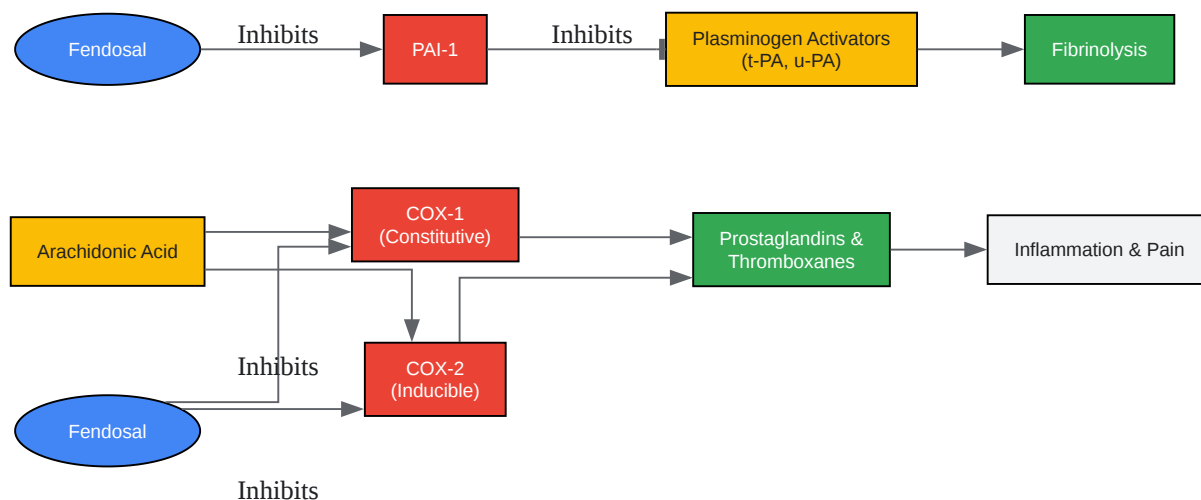 Fendosal
Inhibits
PAI-1
Inhibits
Plasminogen Activators
(t-PA, u-PA)
Fibrinolysis
Arachidonic Acid
COX-1
(Constitutive)
Prostaglandins &
Thromboxanes
Inflammation & Pain
Inhibits
COX-2
(Inducible)
Fendosal
Inhibits